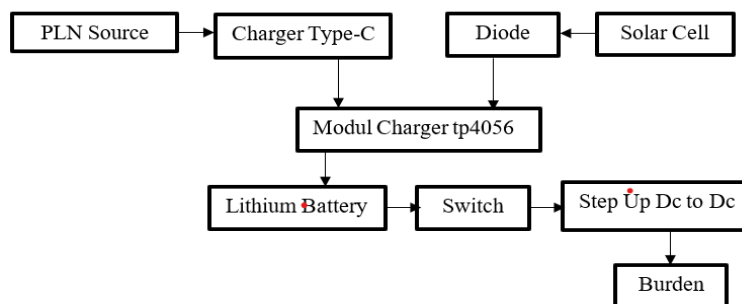 PLN Source
Charger Type-C
Diode
Solar Cell
Modul Charger tp4056
Lithium Battery
Switch
Step Up Dc to Dc
Burden